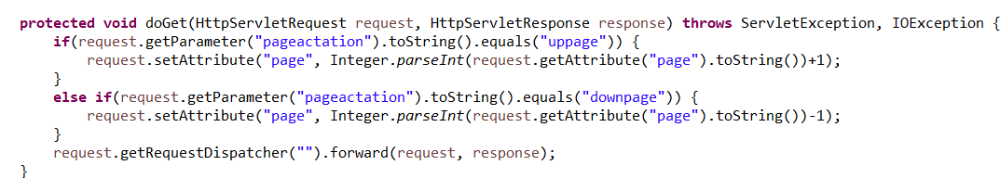 protected void doGet(HttpServletRequest request, HttpServletResponse response) throws ServletException, IOException {
    if(request.getParameter("pageactation").toString().equals("uppage")) {
        request.setAttribute("page", Integer.parseInt(request.getAttribute("page").toString())+1);
    }
    else if(request.getParameter("pageactation").toString().equals("downpage")) {
        request.setAttribute("page", Integer.parseInt(request.getAttribute("page").toString())-1);
    }
    request.getRequestDispatcher("").forward(request, response);
}